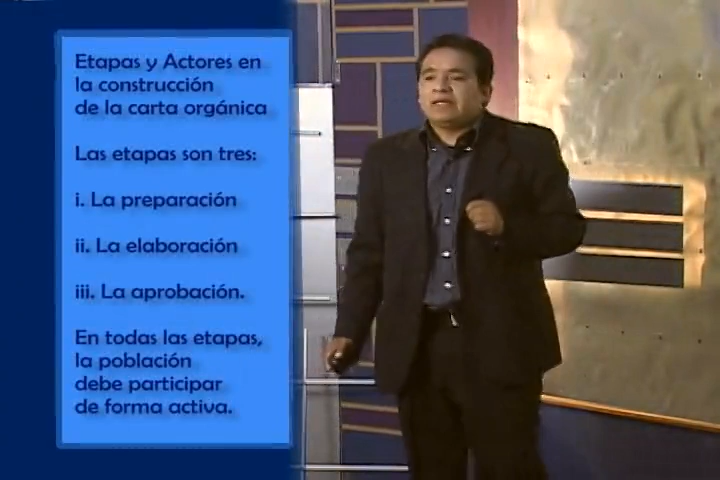 Etapas y Actores en
la construcción
de la carta orgánica
Las etapas son tres:
i. La preparación
ii. La elaboración
iii. La aprobación.
En todas las etapas,
la población
debe participar
de forma activa.